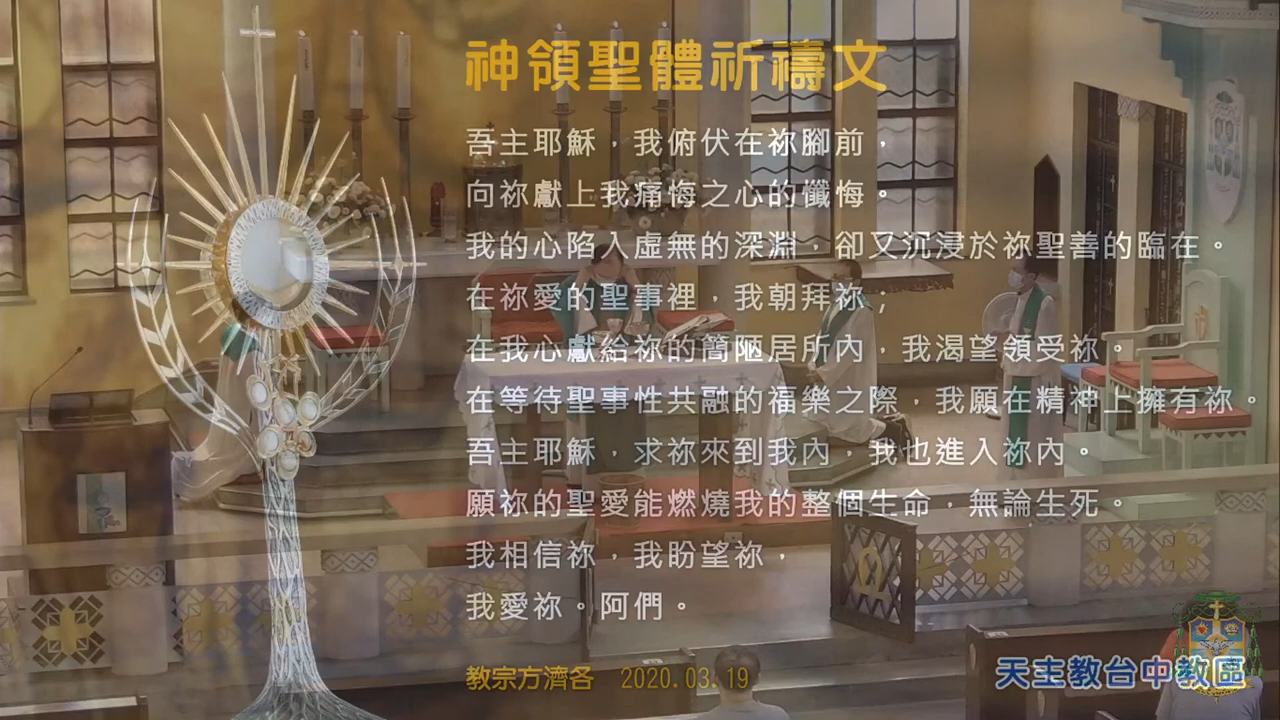 神領聖體祈禱文
吾主耶穌，我俯伏在祢腳前，
向祢獻上我痛悔之心的懺悔。
我的心陷入虛無的深淵，卻又沉浸於祢聖善的臨在。
在祢愛的聖事裡，我朝拜祢；
在我心獻給祢的簡陋居所內，我渴望領受祢。
在等待聖事性共融的福樂之際，我願在精神上擁有祢。
吾主耶穌，求祢來到我內，我也進入祢內。
願祢的聖愛能燃燒我的整個生命，無論生死。
我相信祢，我盼望祢，
我愛祢。阿們。
教宗方濟各 2020.03.19
天主教台中教區